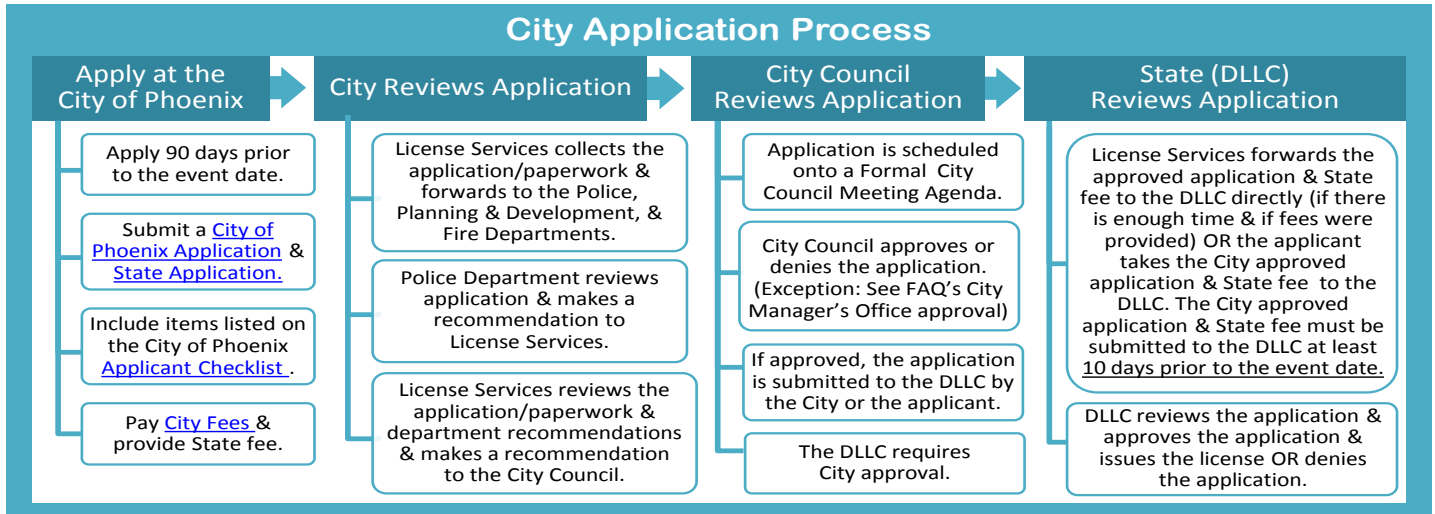 City Application Process
Apply at the
City of Phoenix
Apply 90 days prior
to the event date.
Submit a City of
Phoenix Application &
State Application.
Include items listed on
the City of Phoenix
Applicant Checklist .
Pay City Fees &
provide State fee.
City Reviews Application
License Services collects the
application/paperwork &
forwards to the Police,
Planning & Development, &
Fire Departments.
Police Department reviews
application & makes a
recommendation to
License Services.
License Services reviews the
application/paperwork &
department recommendations
& makes a recommendation
to the City Council.
City Council
Reviews Application
Application is scheduled
onto a Formal City
Council Meeting Agenda.
City Council approves or
denies the application.
(Exception: See FAQ's City
Manager's Office approval)
If approved, the application
is submitted to the DLLC by
the City or the applicant.
The DLLC requires
City approval.
State (DLLC)
Reviews Application
License Services forwards the
approved application & State
fee to the DLLC directly (if there
is enough time & if fees were
provided) OR the applicant
takes the City approved
application & State fee to the
DLLC. The City approved
application & State fee must be
submitted to the DLLC at least
10 days prior to the event date.
DLLC reviews the application &
approves the application &
issues the license OR denies
the application.